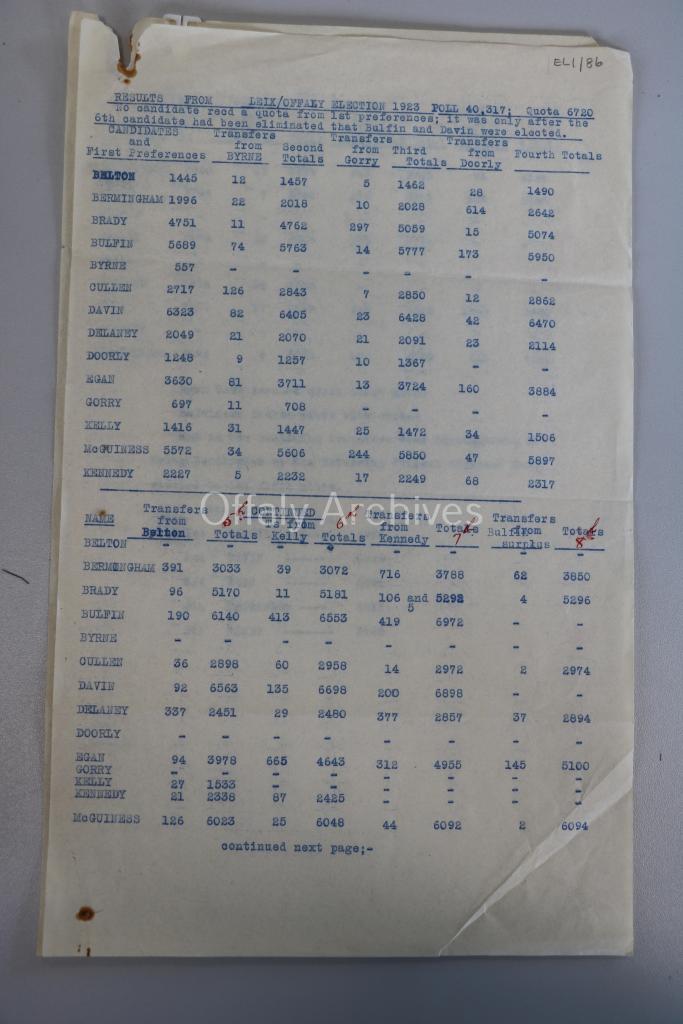 EL1/86
RESULTS FROM LEIX/OFFALY ELECTION 1923 POLL 40,317; Quota 6720
No candidate recd a quota from 1st preferences; it was only after the
6th candidate had been eliminated that Bulfin and Davin were elected.
CANDIDATES Transfers Transfers Transfers
and from Second from Third from Fourth Totals
First Preferences BYRNE Totals Gorry Totals Doorly
BELTON 1445 12 1457 5 1462 28 1490
BERMINGHAM 1996 22 2018 10 2028 614 2642
BRADY 4751 11 4762 297 5059 15 5074
BULFIN 5689 74 5763 14 5777 173 5950
BYRNE 557 - - - - - -
CULLEN 2717 126 2843 7 2850 12 2862
DAVIN 6323 82 6405 23 6428 42 6470
DELANEY 2049 21 2070 21 2091 23 2114
DOORLY 1248 9 1257 10 1367 - -
EGAN 3630 81 3711 13 3724 160 3884
GORRY 697 11 708 - - - -
KELLY 1416 31 1447 25 1472 34 1506
McGUINESS 5572 34 5606 244 5850 47 5897
KENNEDY 2227 5 2232 17 2249 68 2317
Offaly Archives
Transfers 5th CONTINUED 6th Transfers Transfers
NAME from Totals Ts from Totals from Totals from Totals
Belton Kelly Kennedy 7th Bulfin surplus 8th
BELTON - - - - - - - -
BERMINGHAM 391 3033 39 3072 716 3788 62 3850
BRADY 96 5170 11 5181 106 and 5 5292 4 5296
BULFIN 190 6140 413 6553 419 6972 - -
BYRNE - - - - - - - -
CULLEN 36 2898 60 2958 14 2972 2 2974
DAVIN 92 6563 135 6698 200 6898 - -
DELANEY 337 2451 29 2480 377 2857 37 2894
DOORLY - - - - - - - -
EGAN 94 3978 665 4643 312 4955 145 5100
GORRY - - - - - - - -
KELLY 27 1533 - - - - - -
KENNEDY 21 2338 87 2425 - - - -
McGUINESS 126 6023 25 6048 44 6092 2 6094
continued next page;-